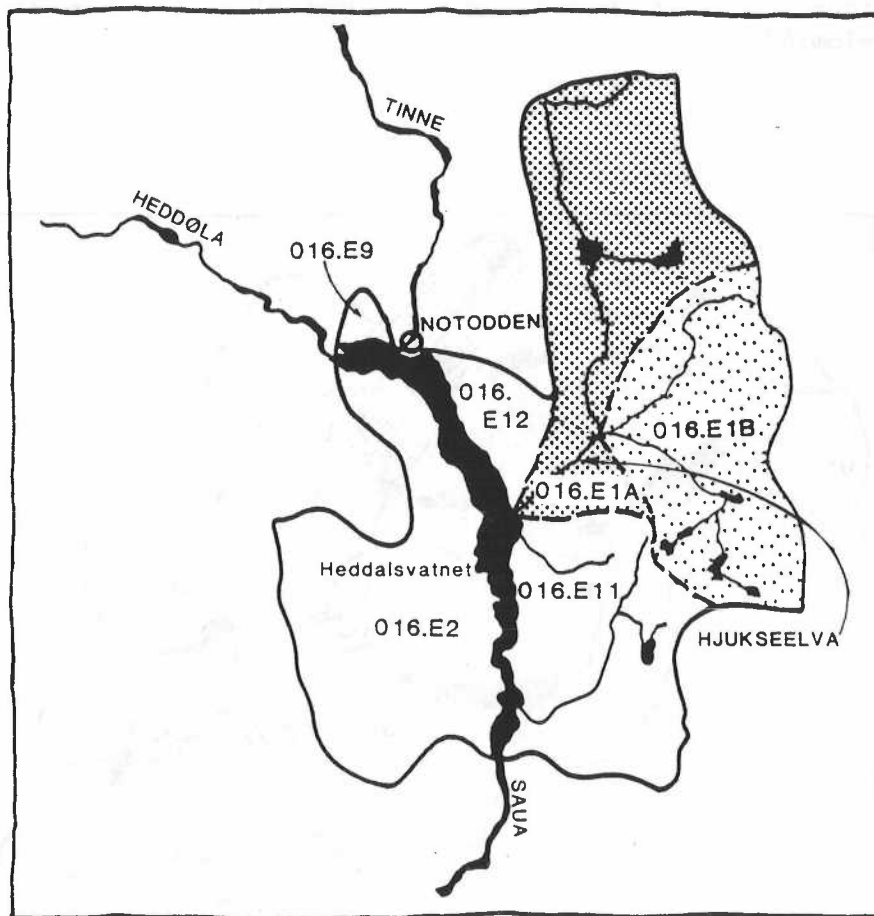 TINNE
HEDDØLA
016.E9
NOTODDEN
016.
E12
016.E1B
016.E1A
Heddalsvatnet
016.E11
016.E2
HJUKSEELVA
SAUA